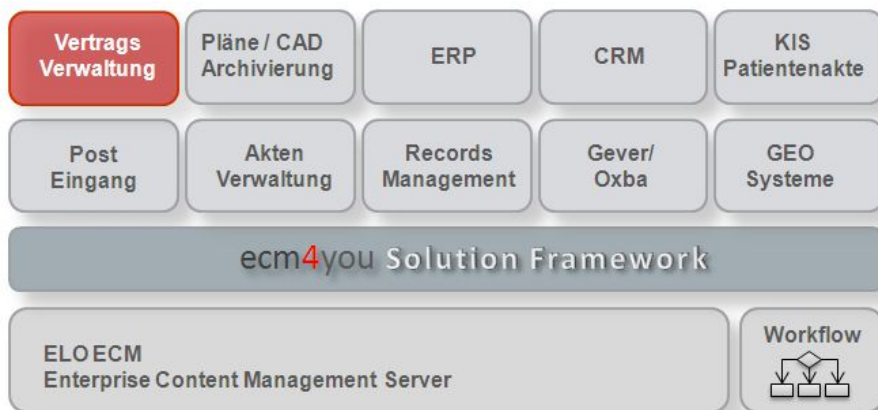 Vertrags
Verwaltung
Pläne / CAD
Archivierung
ERP
CRM
KIS
Patientenakte
Post
Eingang
Akten
Verwaltung
Records
Management
Gever/
Oxba
GEO
Systeme
ecm4you Solution Framework
ELO ECM
Enterprise Content Management Server
Workflow